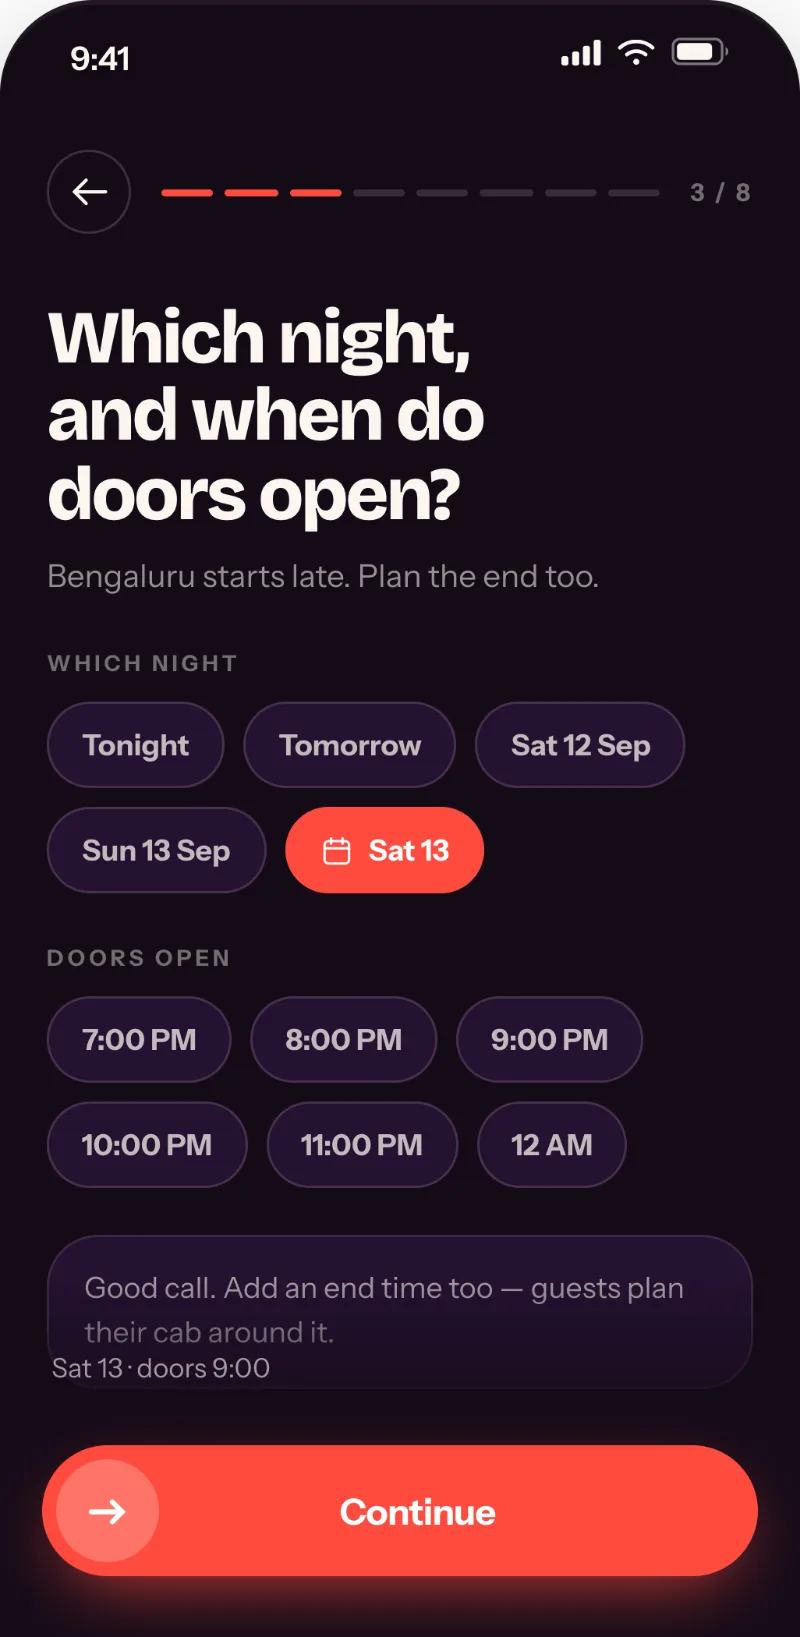 9:41
3 / 8
Which night,
and when do
doors open?
Bengaluru starts late. Plan the end too.
WHICH NIGHT
Tonight
Tomorrow
Sat 12 Sep
Sun 13 Sep
Sat 13
DOORS OPEN
7:00 PM
8:00 PM
9:00 PM
10:00 PM
11:00 PM
12 AM
Good call. Add an end time too — guests plan
their cab around it.
Sat 13 · doors 9:00
Continue